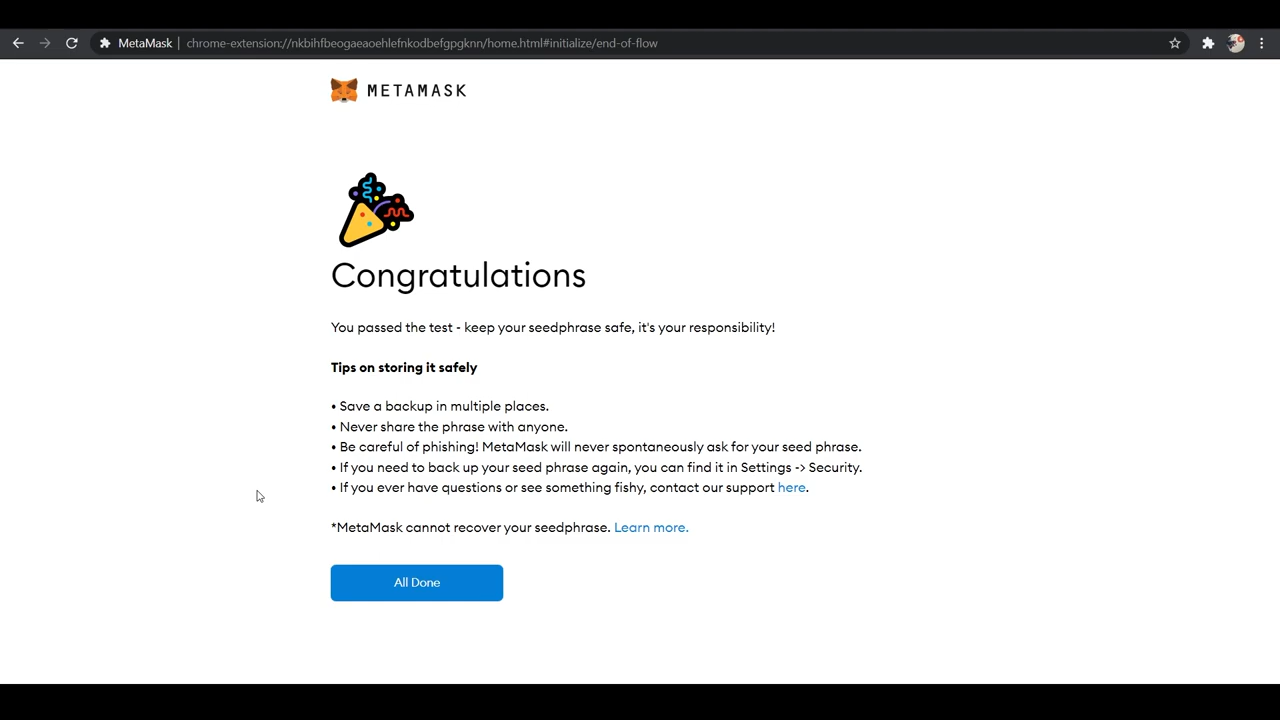 MetaMask | chrome-extension://nkbihfbeogaeaoehlefnkodbefgpgknn/home.html#initialize/end-of-flow
METAMASK
Congratulations
You passed the test - keep your seedphrase safe, it's your responsibility!
Tips on storing it safely
• Save a backup in multiple places.
• Never share the phrase with anyone.
• Be careful of phishing! MetaMask will never spontaneously ask for your seed phrase.
• If you need to back up your seed phrase again, you can find it in Settings -> Security.
• If you ever have questions or see something fishy, contact our support here.
*MetaMask cannot recover your seedphrase. Learn more.
All Done